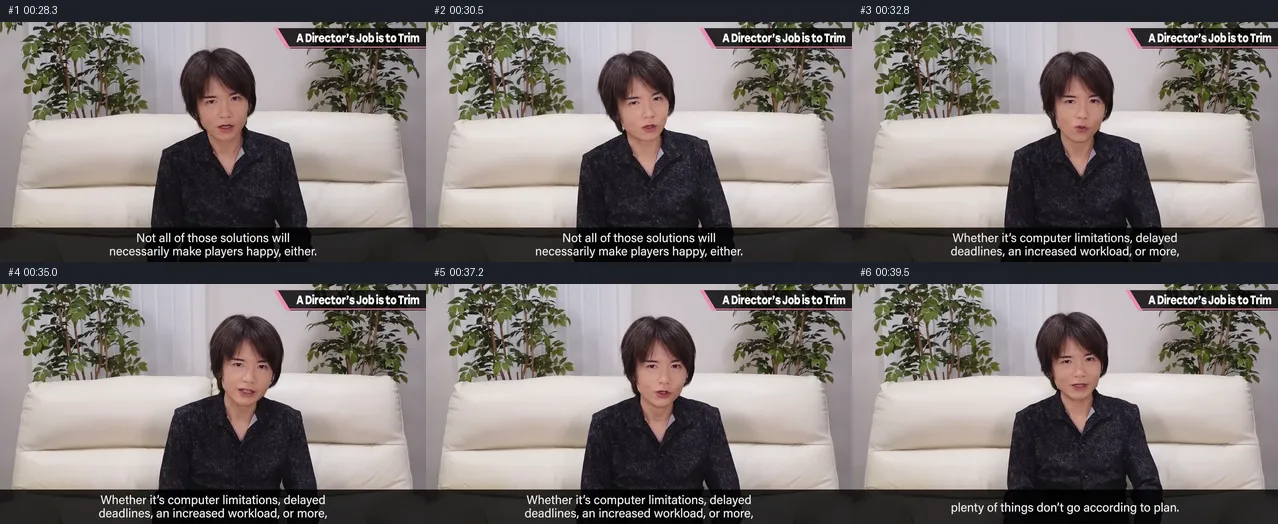 #1 00:28.3
A Director's Job is to Trim
Not all of those solutions will
necessarily make players happy, either.
#2 00:30.5
A Director's Job is to Trim
Not all of those solutions will
necessarily make players happy, either.
#3 00:32.8
A Director's Job is to Trim
Whether it's computer limitations, delayed
deadlines, an increased workload, or more,
#4 00:35.0
A Director's Job is to Trim
Whether it's computer limitations, delayed
deadlines, an increased workload, or more,
#5 00:37.2
A Director's Job is to Trim
Whether it's computer limitations, delayed
deadlines, an increased workload, or more,
#6 00:39.5
A Director's Job is to Trim
plenty of things don't go according to plan.